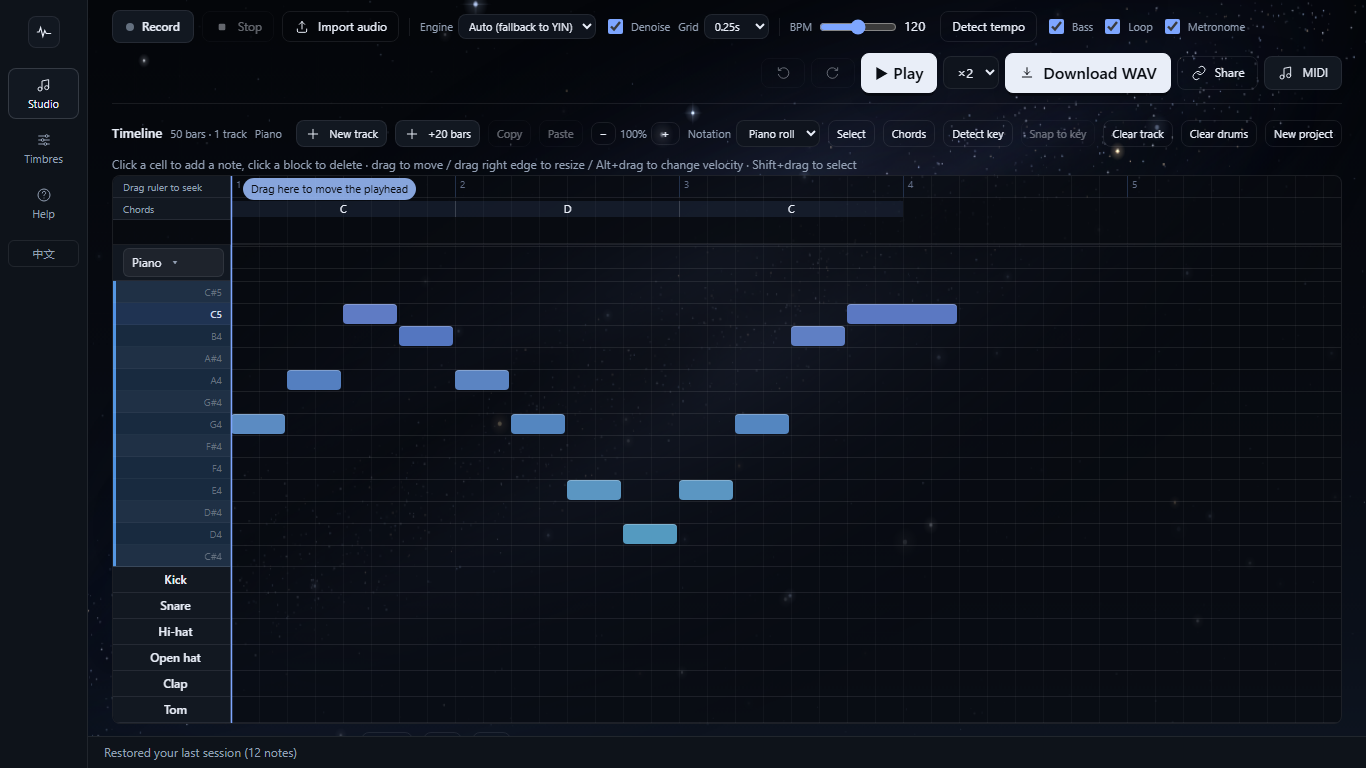 Record Stop Import audio Engine Auto (fallback to YIN) Denoise Grid 0.25s BPM 120 Detect tempo Bass Loop Metronome
Play ×2 Download WAV Share MIDI
Studio
Timbres
Help
中文
Timeline 50 bars · 1 track Piano New track +20 bars Copy Paste − 100% + Notation Piano roll Select Chords Detect key Snap to key Clear track Clear drums New project
Click a cell to add a note, click a block to delete · drag to move / drag right edge to resize / Alt+drag to change velocity · Shift+drag to select
Drag ruler to seek 1 Drag here to move the playhead 2 3 4 5
Chords C D C
Piano
C#5
C5
B4
A#4
A4
G#4
G4
F#4
F4
E4
D#4
D4
C#4
Kick
Snare
Hi-hat
Open hat
Clap
Tom
Restored your last session (12 notes)